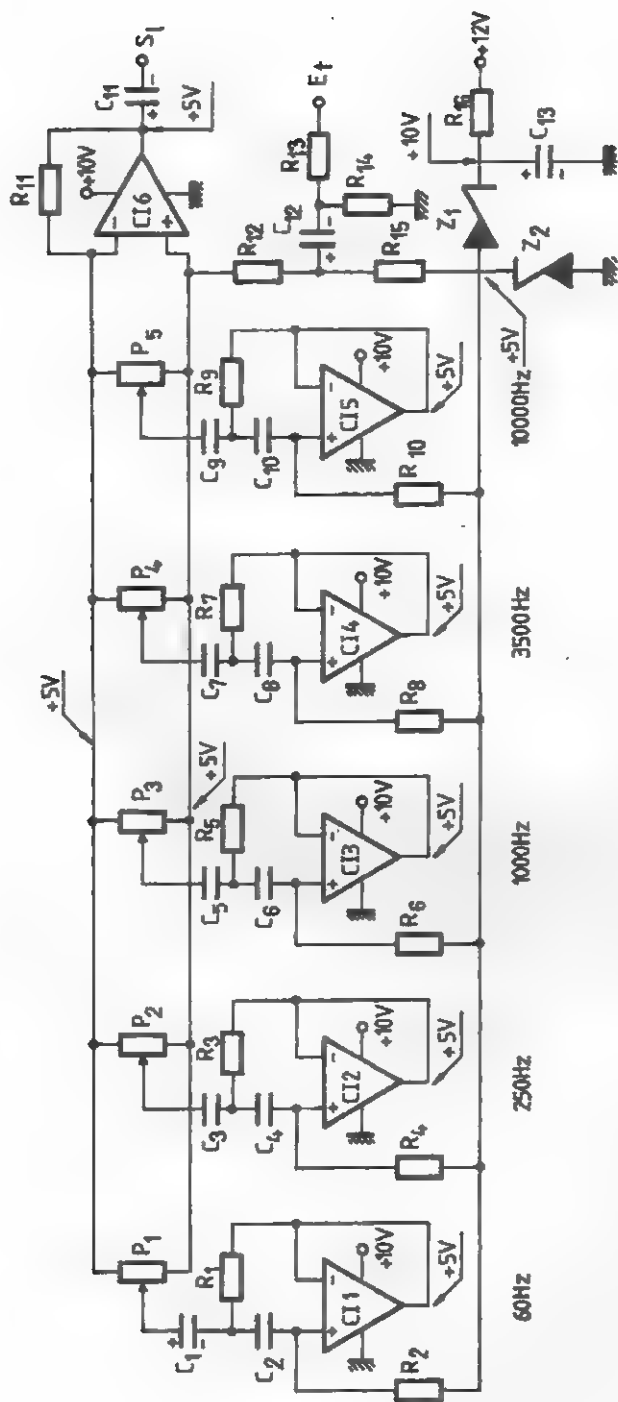 R11
+10V
CI6
-
+
C11
+
-
Sl
+5V
+5V
P1
P2
P3
P4
P5
+5V
R12
C12
+
-
R13
Et
R14
R15
C1
+
-
R1
C2
CI1
-
+
+10V
+5V
R2
C3
R3
C4
CI2
-
+
+10V
+5V
R4
C5
R5
C6
CI3
-
+
+10V
+5V
R6
C7
R7
C8
CI4
-
+
+10V
+5V
R8
C9
R9
C10
CI5
-
+
+10V
+5V
R10
+5V
Z1
Z2
+10V
R16
+12V
C13
+
-
60Hz
250Hz
1000Hz
3500Hz
10000Hz